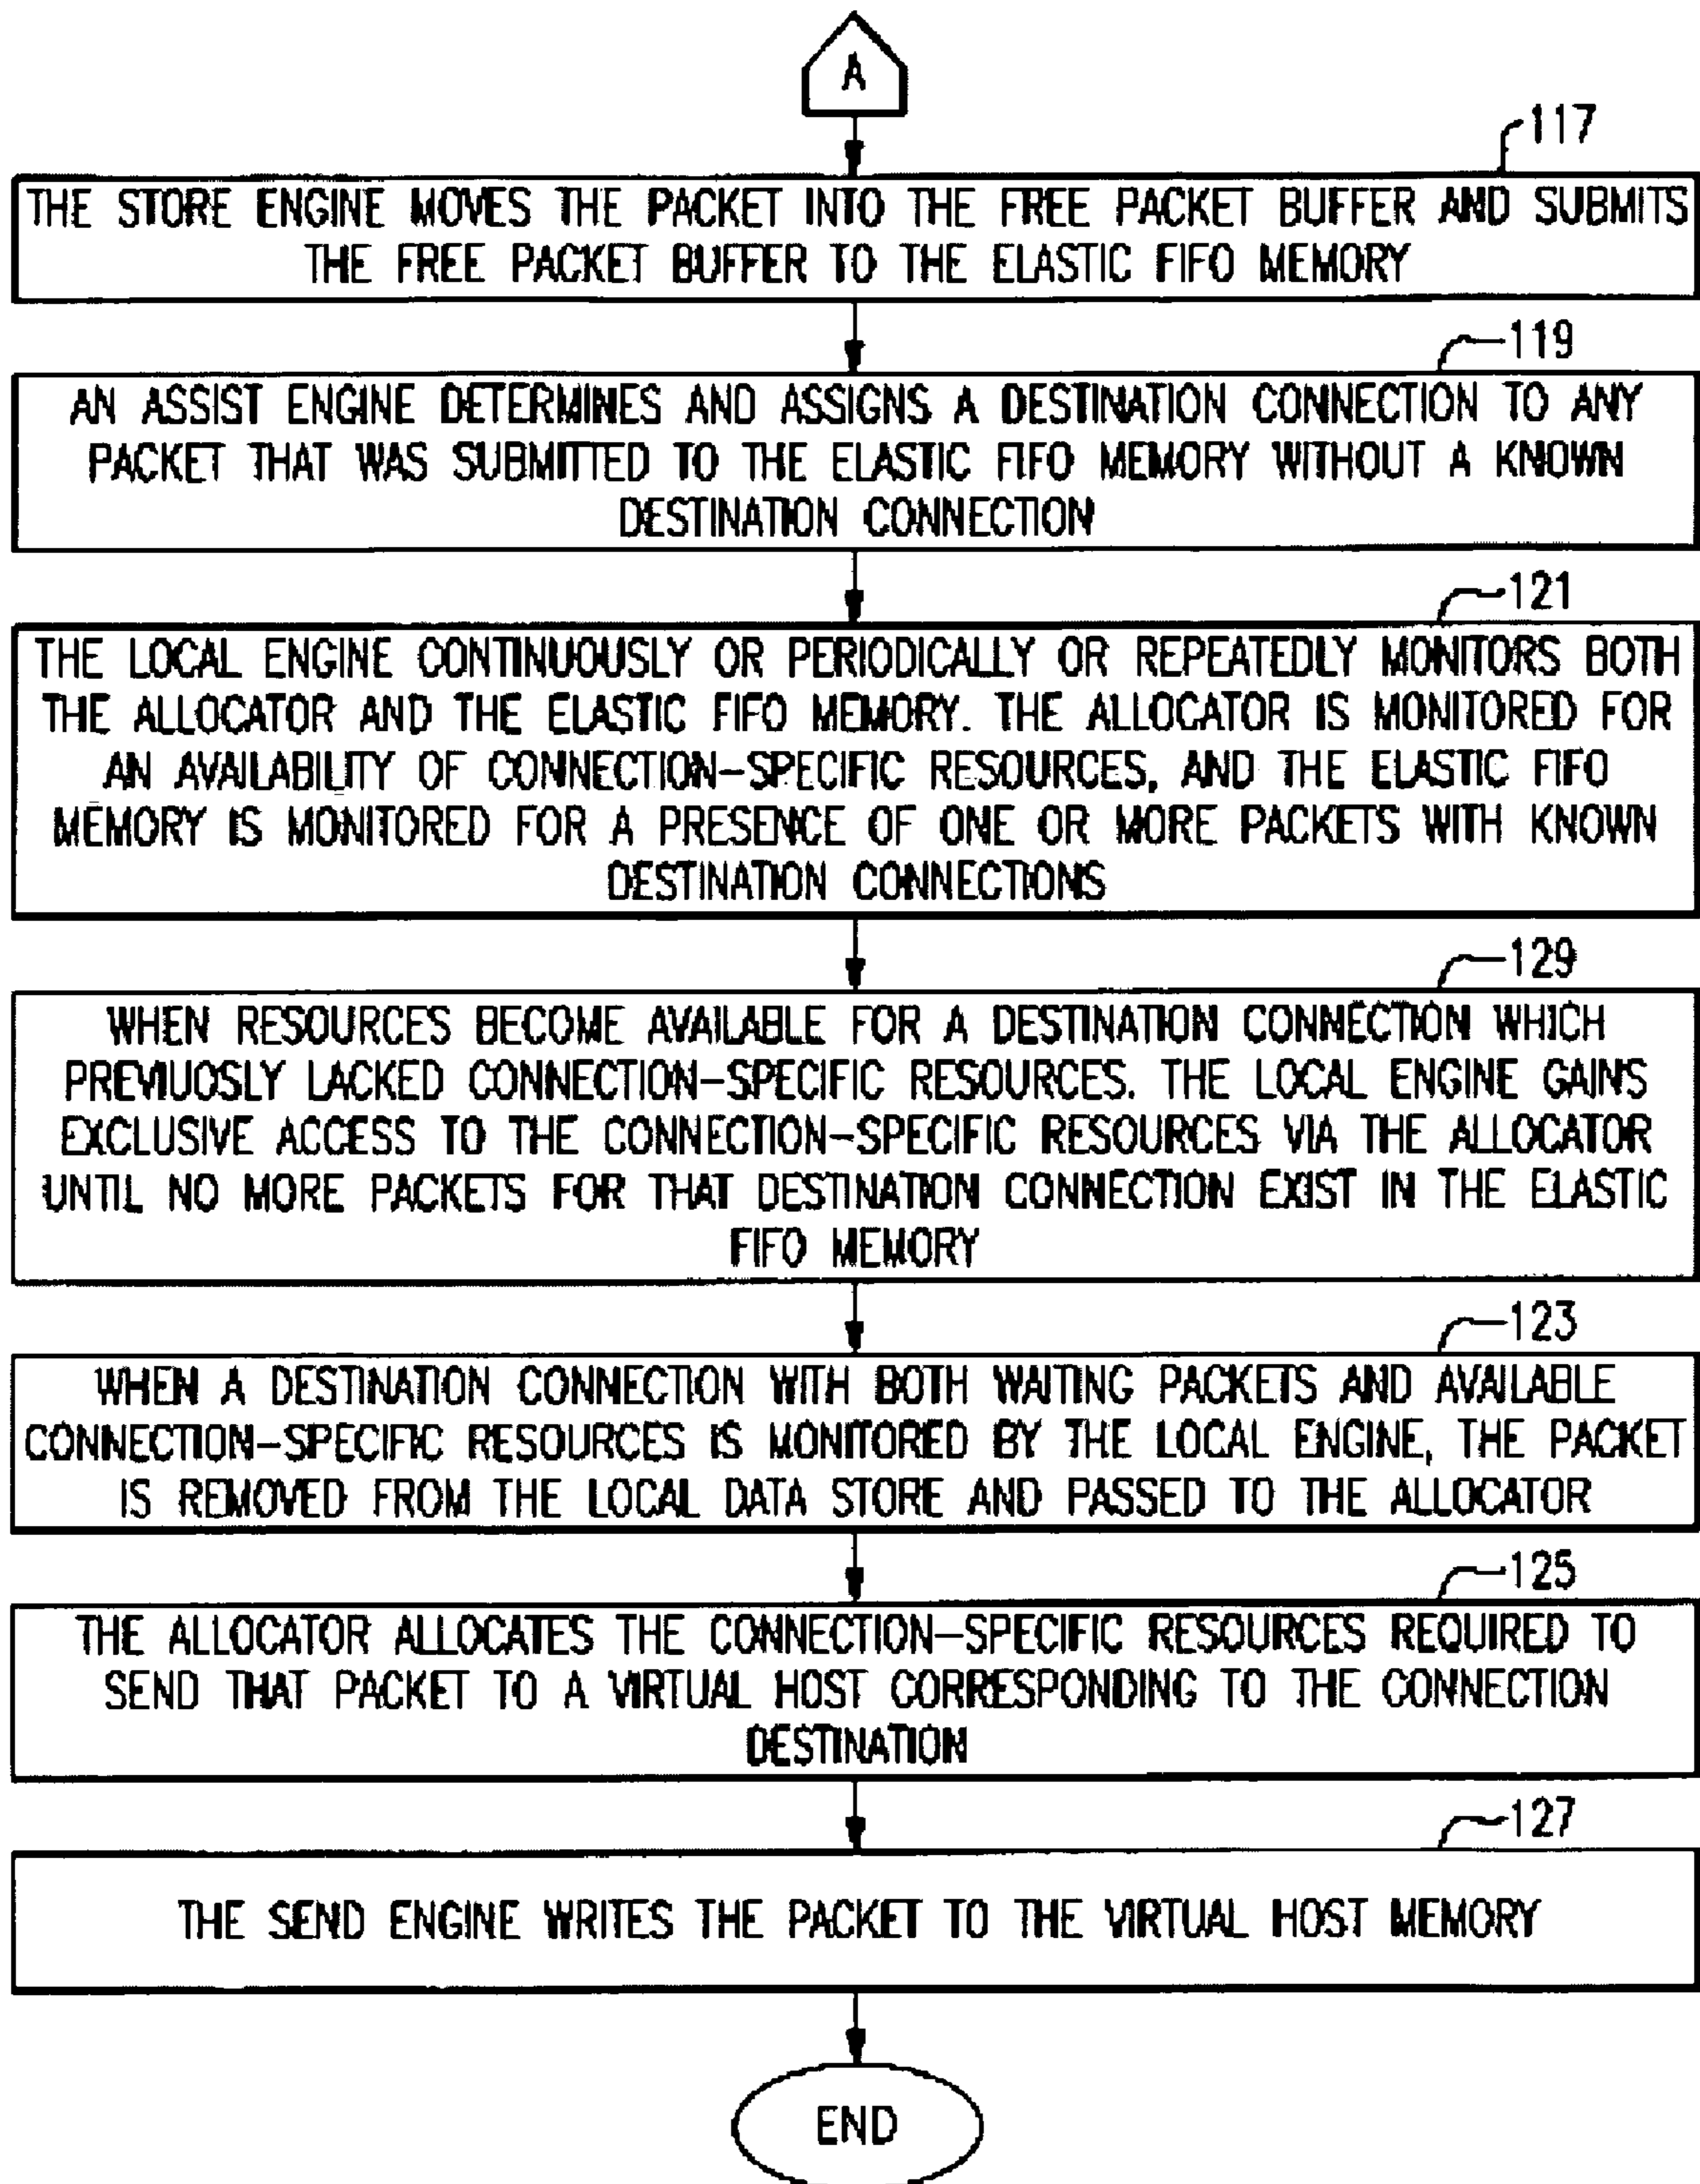 A
117
THE STORE ENGINE MOVES THE PACKET INTO THE FREE PACKET BUFFER AND SUBMITS
THE FREE PACKET BUFFER TO THE ELASTIC FIFO MEMORY
119
AN ASSIST ENGINE DETERMINES AND ASSIGNS A DESTINATION CONNECTION TO ANY
PACKET THAT WAS SUBMITTED TO THE ELASTIC FIFO MEMORY WITHOUT A KNOWN
DESTINATION CONNECTION
121
THE LOCAL ENGINE CONTINUOUSLY OR PERIODICALLY OR REPEATEDLY MONITORS BOTH
THE ALLOCATOR AND THE ELASTIC FIFO MEMORY. THE ALLOCATOR IS MONITORED FOR
AN AVAILABILITY OF CONNECTION-SPECIFIC RESOURCES, AND THE ELASTIC FIFO
MEMORY IS MONITORED FOR A PRESENCE OF ONE OR MORE PACKETS WITH KNOWN
DESTINATION CONNECTIONS
129
WHEN RESOURCES BECOME AVAILABLE FOR A DESTINATION CONNECTION WHICH
PREVIUOSLY LACKED CONNECTION-SPECIFIC RESOURCES. THE LOCAL ENGINE GAINS
EXCLUSIVE ACCESS TO THE CONNECTION-SPECIFIC RESOURCES VIA THE ALLOCATOR
UNTIL NO MORE PACKETS FOR THAT DESTINATION CONNECTION EXIST IN THE ELASTIC
FIFO MEMORY
123
WHEN A DESTINATION CONNECTION WITH BOTH WAITING PACKETS AND AVAILABLE
CONNECTION-SPECIFIC RESOURCES IS MONITORED BY THE LOCAL ENGINE, THE PACKET
IS REMOVED FROM THE LOCAL DATA STORE AND PASSED TO THE ALLOCATOR
125
THE ALLOCATOR ALLOCATES THE CONNECTION-SPECIFIC RESOURCES REQUIRED TO
SEND THAT PACKET TO A VIRTUAL HOST CORRESPONDING TO THE CONNECTION
DESTINATION
127
THE SEND ENGINE WRITES THE PACKET TO THE VIRTUAL HOST MEMORY
END